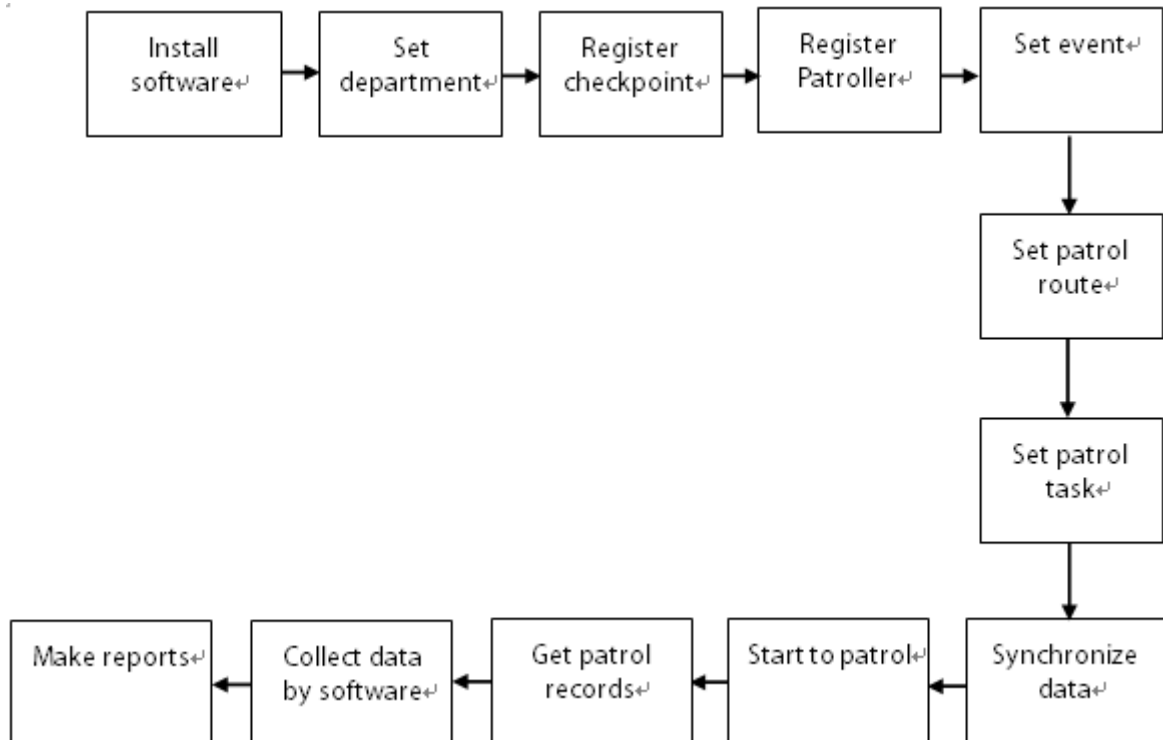 Install
software↵
Set
department↵
Register
checkpoint↵
Register
Patroller↵
Set event↵
Set patrol
route↵
Set patrol
task↵
Synchronize
data↵
Start to patrol↵
Get patrol
records↵
Collect data
by software↵
Make reports↵